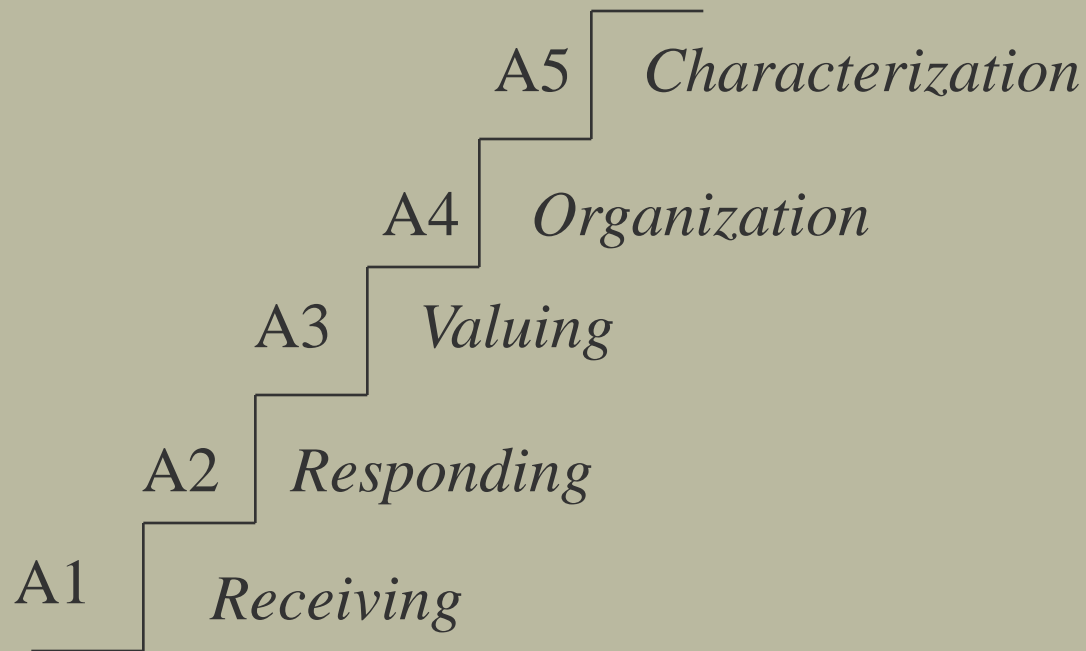 A5 Characterization
A4 Organization
A3 Valuing
A2 Responding
A1 Receiving